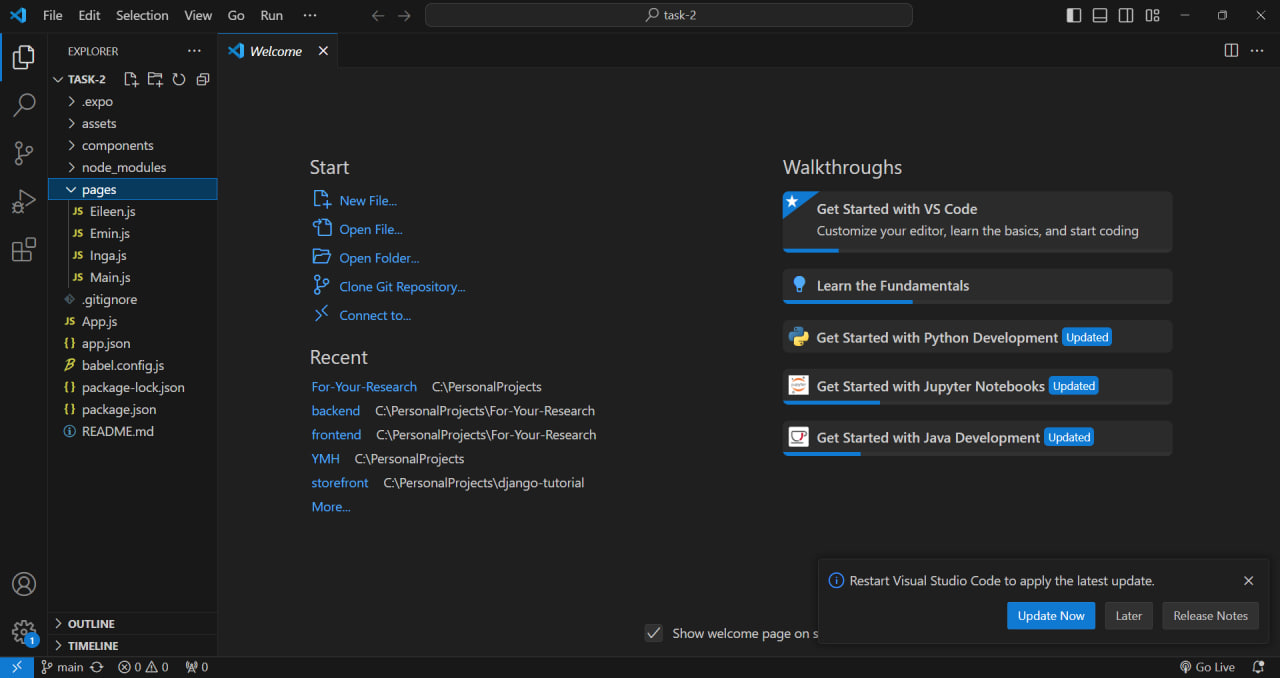 File Edit Selection View Go Run ···
task-2
EXPLORER
TASK-2
.expo
assets
components
node_modules
pages
JS Eileen.js
JS Emin.js
JS Inga.js
JS Main.js
.gitignore
JS App.js
{} app.json
babel.config.js
{} package-lock.json
{} package.json
README.md
OUTLINE
TIMELINE
Welcome
Start
New File...
Open File...
Open Folder...
Clone Git Repository...
Connect to...
Recent
For-Your-Research C:\PersonalProjects
backend C:\PersonalProjects\For-Your-Research
frontend C:\PersonalProjects\For-Your-Research
YMH C:\PersonalProjects
storefront C:\PersonalProjects\django-tutorial
More...
Walkthroughs
Get Started with VS Code
Customize your editor, learn the basics, and start coding
Learn the Fundamentals
Get Started with Python Development Updated
Get Started with Jupyter Notebooks Updated
Get Started with Java Development Updated
Show welcome page on s
Restart Visual Studio Code to apply the latest update.
Update Now Later Release Notes
1
main 0 0 0 Go Live